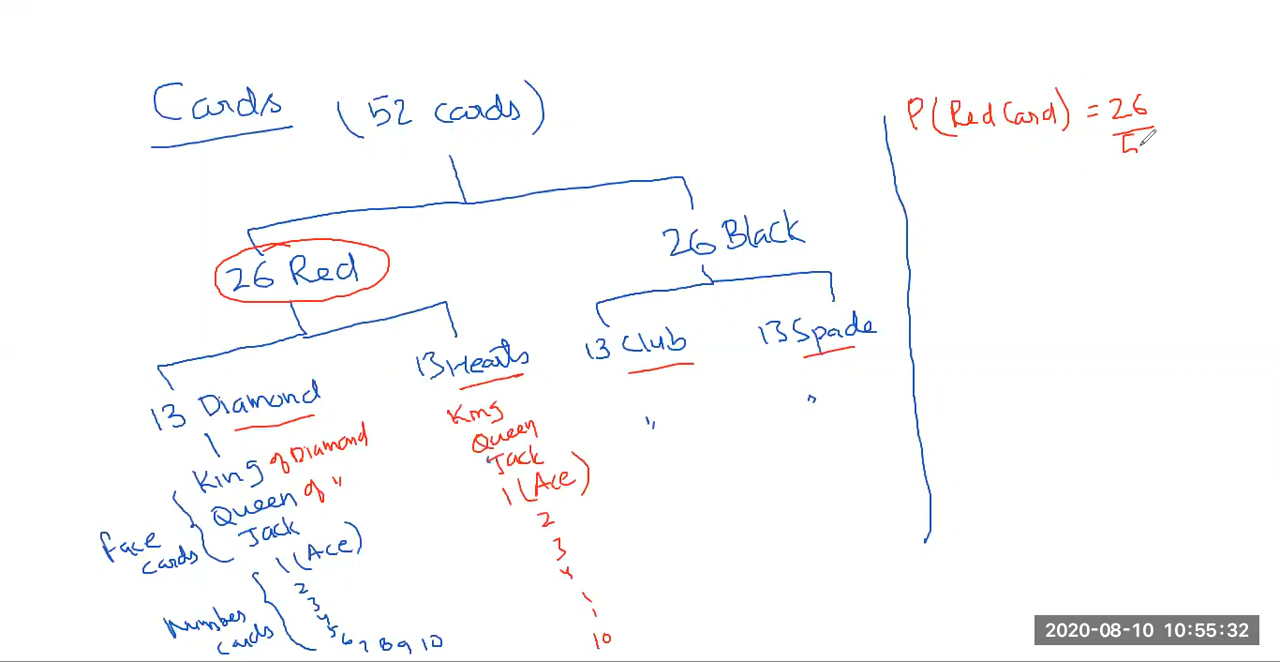 Cards (52 cards)
P(Red Card) = 26
26 Red
26 Black
13 Diamond
13 Hearts
13 Club
13 Spade
King of Diamond
Queen of "
Jack
1 (Ace)
2
3
4
5 6 7 8 9 10
Face
cards
Number
cards
King
Queen
Jack
1 (Ace)
2
3
4
10
"
"
2020-08-10 10:55:32